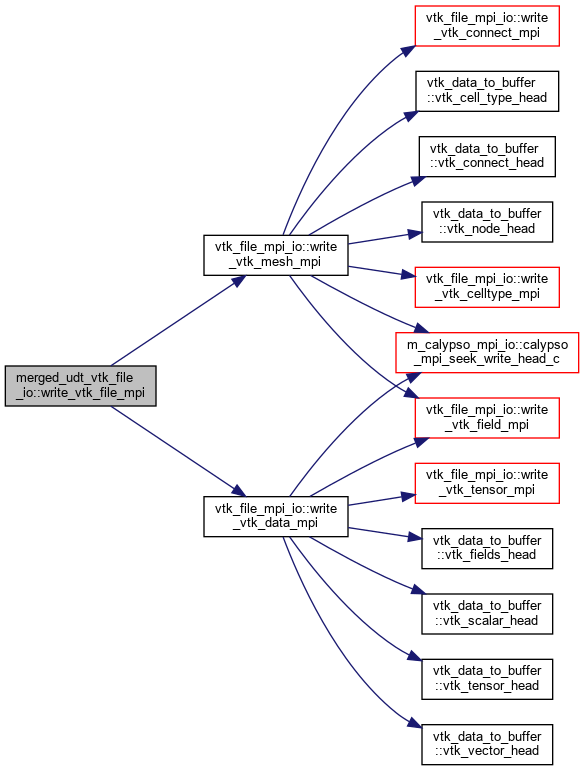 vtk_file_mpi_io::write
_vtk_connect_mpi
vtk_data_to_buffer
::vtk_cell_type_head
vtk_data_to_buffer
::vtk_connect_head
vtk_data_to_buffer
::vtk_node_head
vtk_file_mpi_io::write
_vtk_mesh_mpi
vtk_file_mpi_io::write
_vtk_celltype_mpi
m_calypso_mpi_io::calypso
_mpi_seek_write_head_c
merged_udt_vtk_file
_io::write_vtk_file_mpi
vtk_file_mpi_io::write
_vtk_field_mpi
vtk_file_mpi_io::write
_vtk_tensor_mpi
vtk_file_mpi_io::write
_vtk_data_mpi
vtk_data_to_buffer
::vtk_fields_head
vtk_data_to_buffer
::vtk_scalar_head
vtk_data_to_buffer
::vtk_tensor_head
vtk_data_to_buffer
::vtk_vector_head